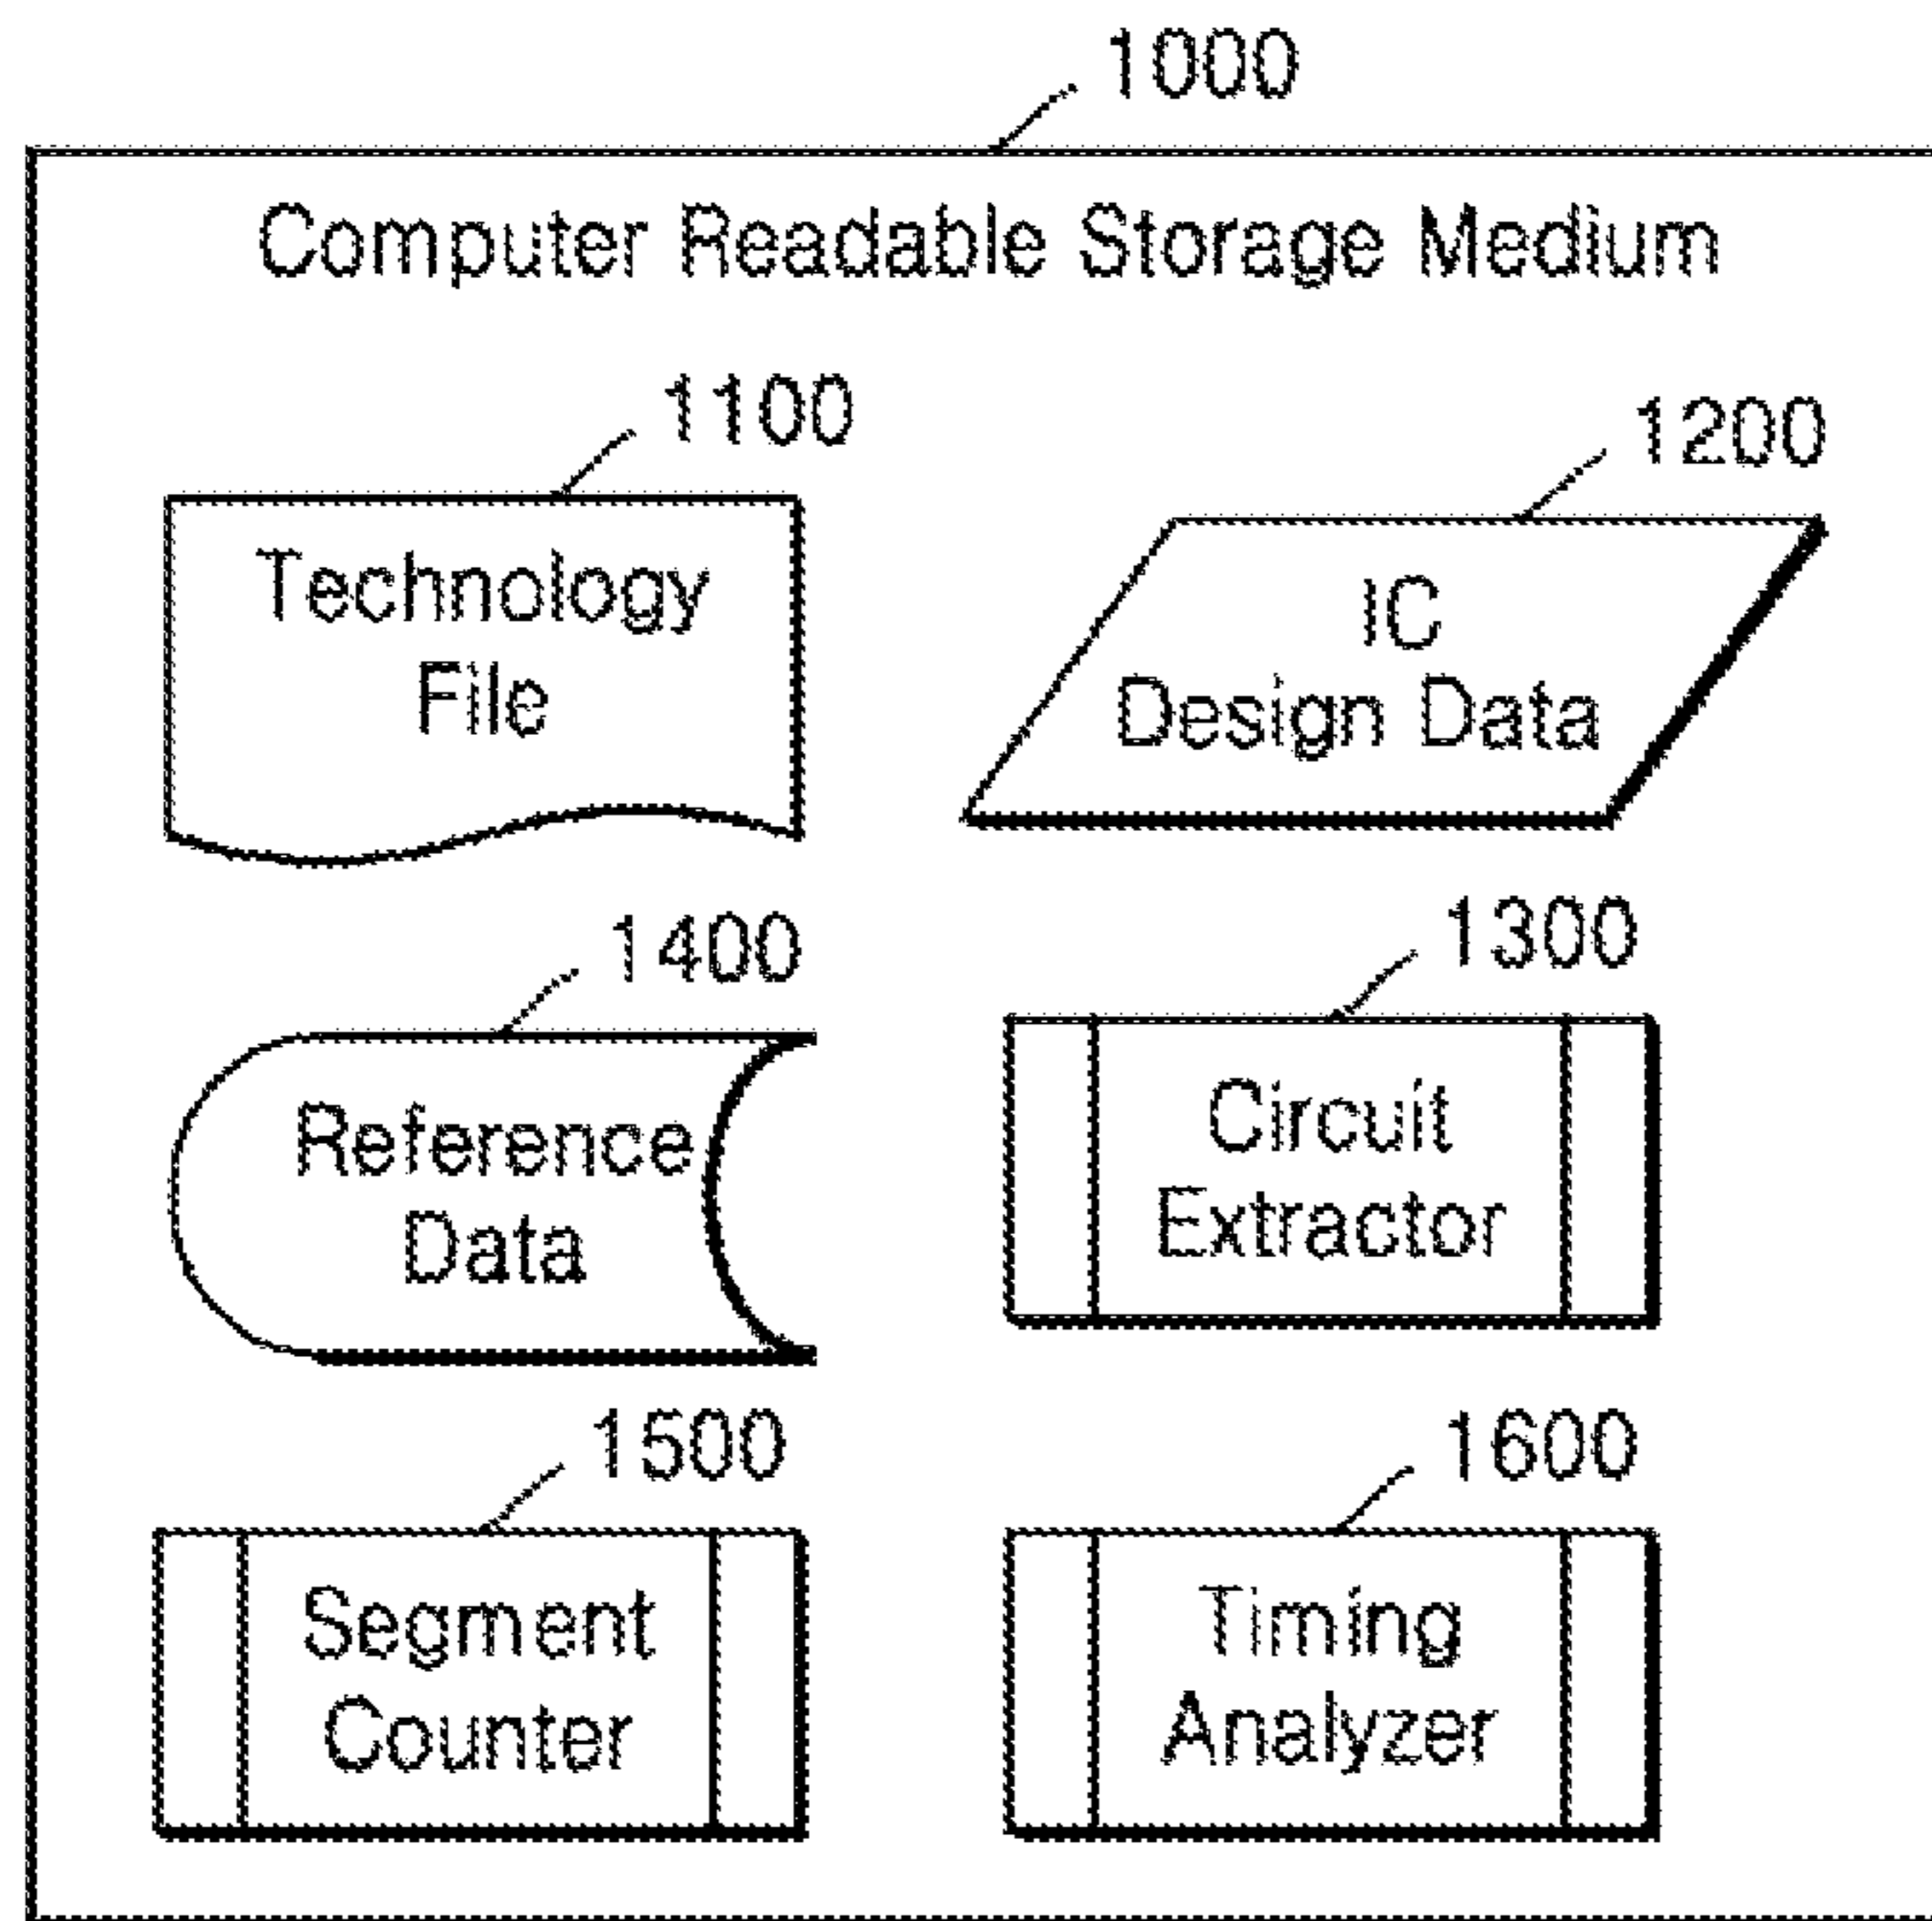 1000
Computer Readable Storage Medium
1100
Technology
File
1200
IC
Design Data
1400
Reference
Data
1300
Circuit
Extractor
1500
Segment
Counter
1600
Timing
Analyzer